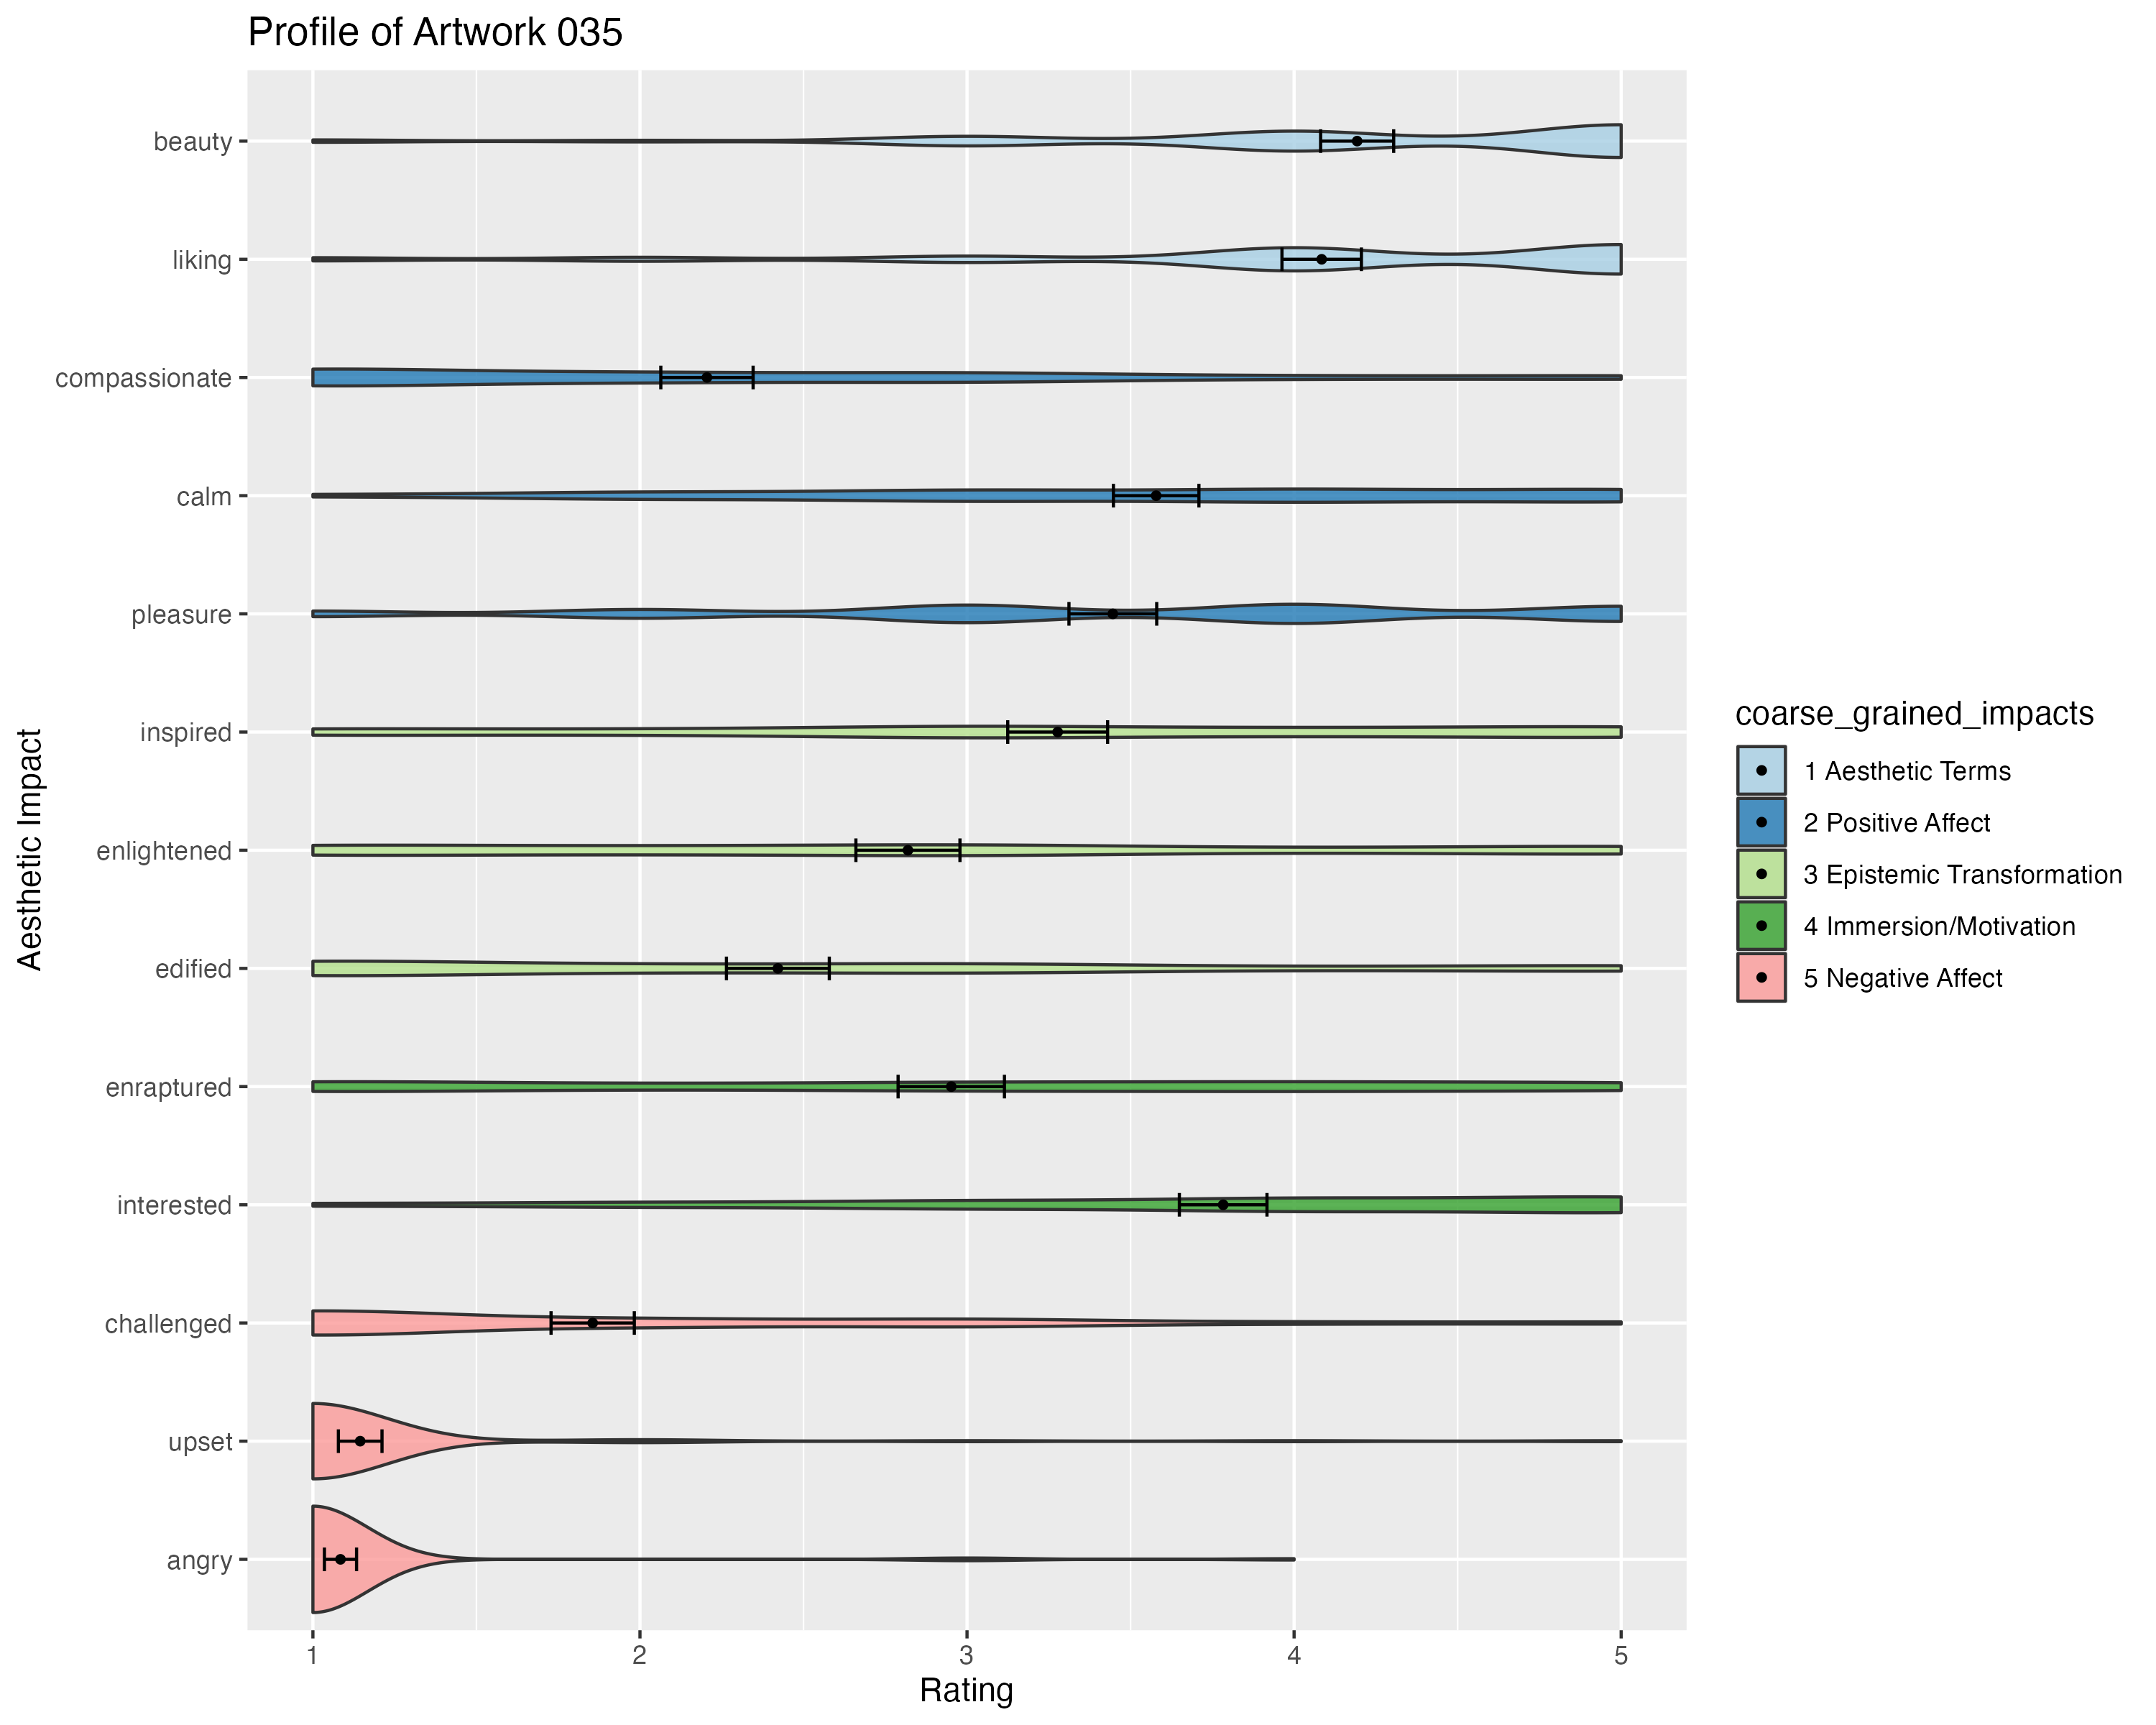 Profile of Artwork 035
beauty
liking
compassionate
calm
pleasure
inspired
enlightened
edified
enraptured
interested
challenged
upset
angry
Aesthetic Impact
1 2 3 4 5
Rating
coarse_grained_impacts
1 Aesthetic Terms
2 Positive Affect
3 Epistemic Transformation
4 Immersion/Motivation
5 Negative Affect